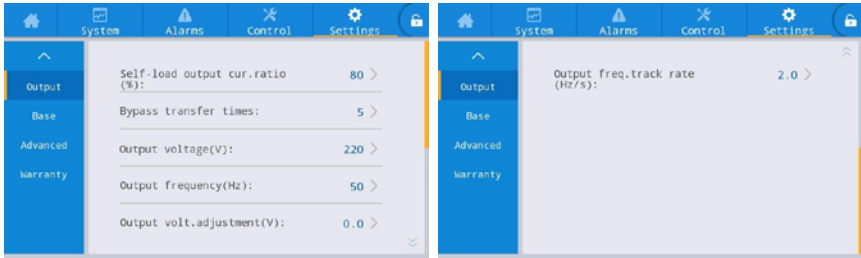 System Alarms Control Settings
Output
Base
Advanced
Warranty
Self-load output cur.ratio
(%):
80
Bypass transfer times: 5
Output voltage(V): 220
Output frequency(Hz): 50
Output volt.adjustment(V): 0.0
System Alarms Control Settings
Output
Base
Advanced
Warranty
Output freq.track rate
(Hz/s):
2.0